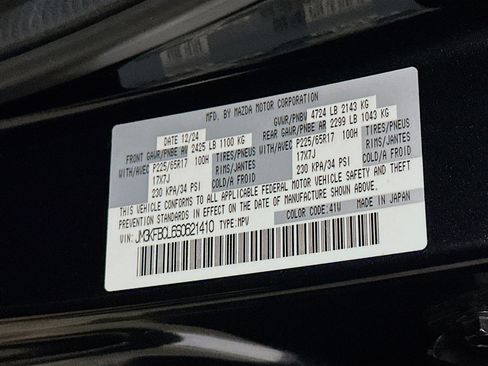 MFD. BY MAZDA MOTOR CORPORATION
DATE 12/24 GVWR/PNBV 4724 LB 2143 KG
FRONT GAWR/PNBE AV 2425 LB 1100 KG REAR GAWR/PNBE AR 2299 LB 1043 KG
WITH/AVEC P225/65R17 100H TIRES/PNEUS WITH/AVEC P225/65R17 100H TIRES/PNEUS
17X7J RIMS/JANTES 17X7J RIMS/JANTES
230 KPA/34 PSI COLD/A FROID 230 KPA/34 PSI COLD/A FROID
THIS VEHICLE CONFORMS TO ALL APPLICABLE FEDERAL MOTOR VEHICLE SAFETY AND THEFT
PREVENTION STANDARDS IN EFFECT ON THE DATE OF MANUFACTURE SHOWN ABOVE.
COLOR CODE:41W MADE IN JAPAN
VIN: JM3KFBCL6S0621410 TYPE:MPV